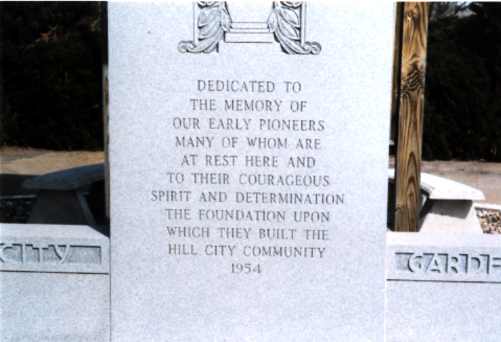 DEDICATED TO
THE MEMORY OF
OUR EARLY PIONEERS
MANY OF WHOM ARE
AT REST HERE AND
TO THEIR COURAGEOUS
SPIRIT AND DETERMINATION
THE FOUNDATION UPON
WHICH THEY BUILT THE
HILL CITY COMMUNITY
1954
CITY
GARDE